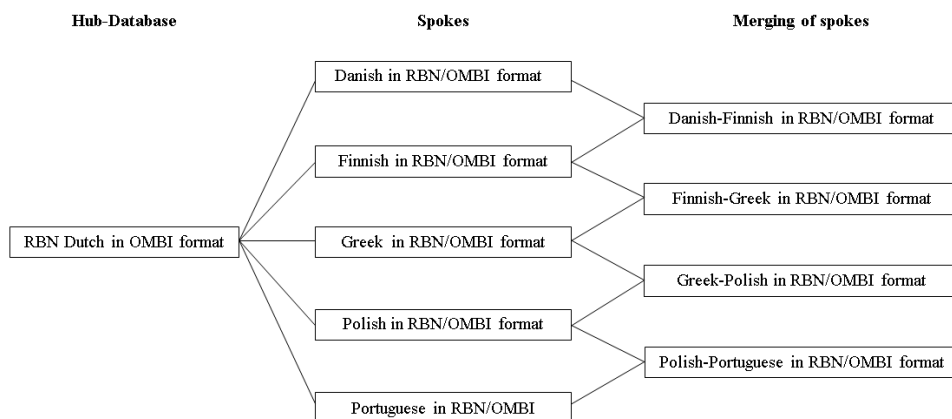 Hub-Database
Spokes
Merging of spokes
Danish in RBN/OMBI format
Danish-Finnish in RBN/OMBI format
Finnish in RBN/OMBI format
Finnish-Greek in RBN/OMBI format
RBN Dutch in OMBI format
Greek in RBN/OMBI format
Greek-Polish in RBN/OMBI format
Polish in RBN/OMBI format
Polish-Portuguese in RBN/OMBI format
Portuguese in RBN/OMBI